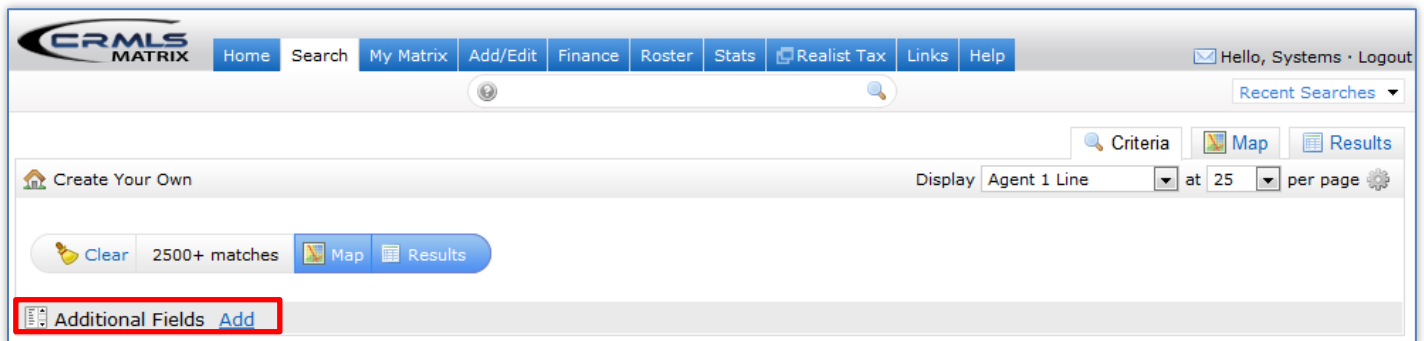 CRMLS
MATRIX
Home Search My Matrix Add/Edit Finance Roster Stats Realist Tax Links Help Hello, Systems · Logout
Recent Searches
Criteria Map Results
Create Your Own Display Agent 1 Line at 25 per page
Clear 2500+ matches Map Results
Additional Fields Add